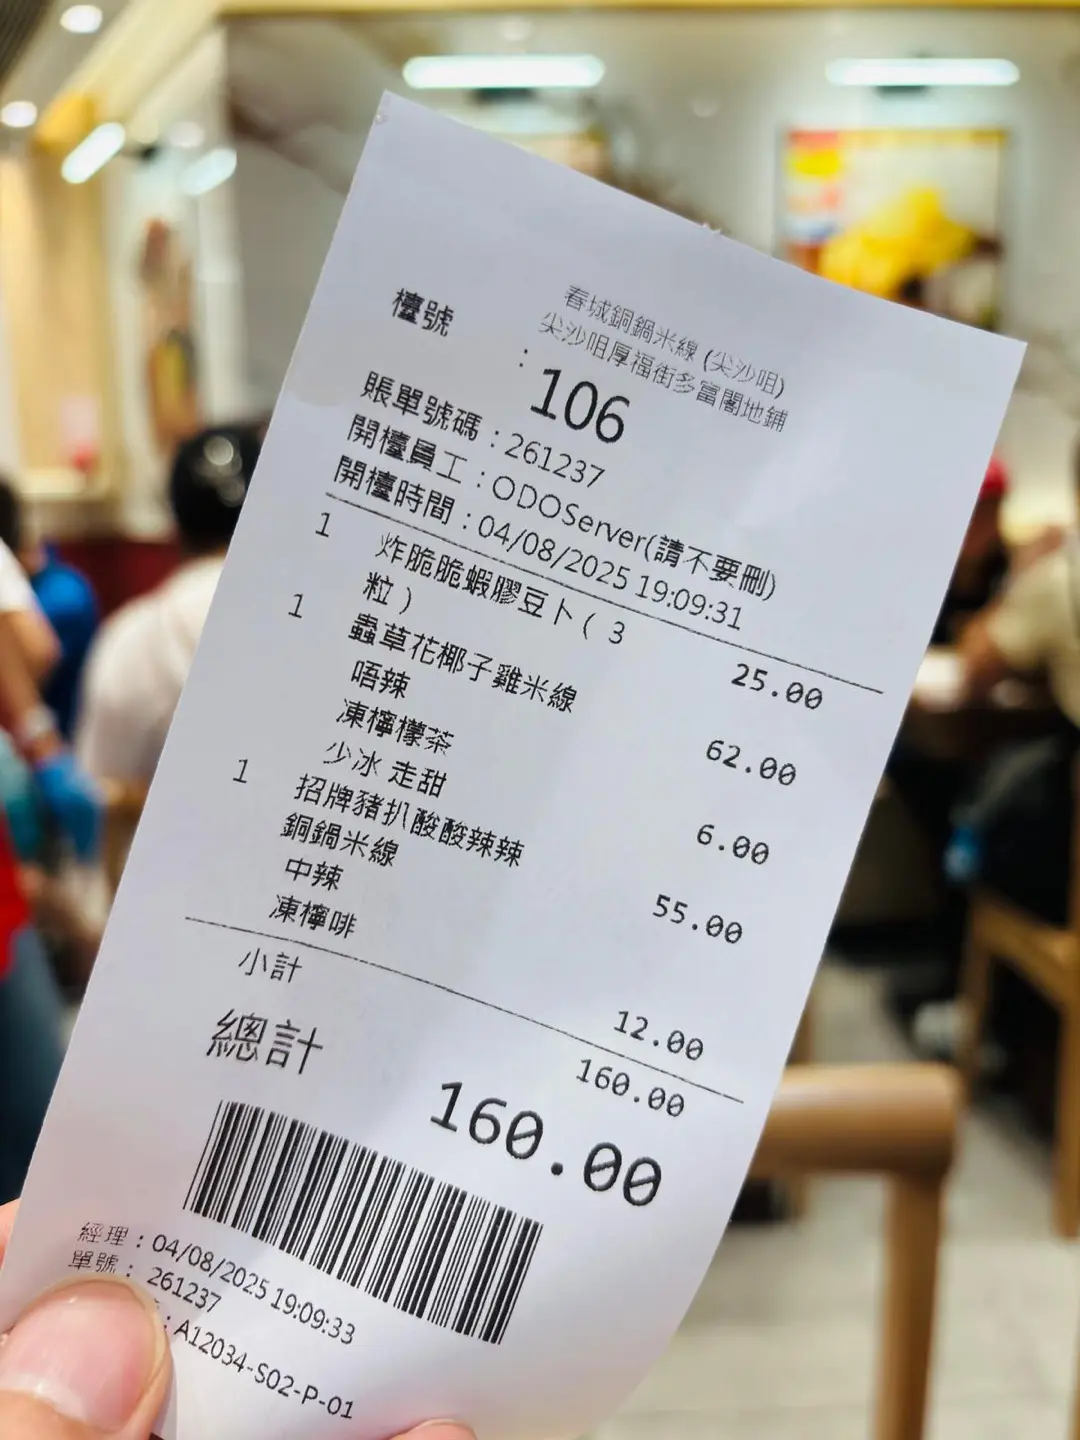 春城銅鍋米線 (尖沙咀)
尖沙咀厚福街多富閣地鋪
檯號 : 106
賬單號碼 : 261237
開檯員工 : ODOServer(請不要刪)
開檯時間 : 04/08/2025 19:09:31
1 炸脆脆蝦膠豆卜 ( 3
粒 ) 25.00
1 蟲草花椰子雞米線 62.00
唔辣
凍檸檬茶 6.00
少冰 走甜
1 招牌豬扒酸酸辣辣 55.00
銅鍋米線
中辣
凍檸啡 12.00
小計 160.00
總計 160.00
經理 : 04/08/2025 19:09:33
單號 : 261237
: A12034-S02-P-01